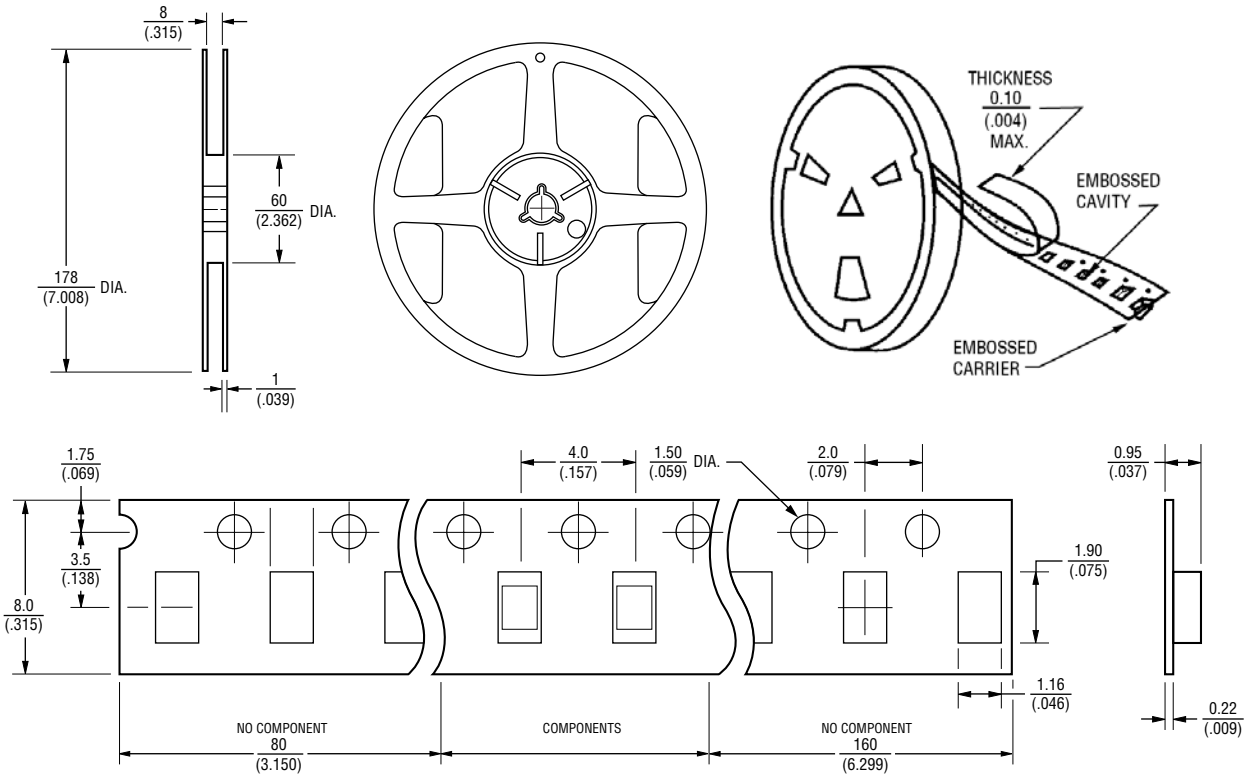 8
(.315)
178
(7.008) DIA.
60
(2.362) DIA.
1
(.039)
THICKNESS
0.10
(.004)
MAX.
EMBOSSED
CAVITY
EMBOSSED
CARRIER
1.75
(.069)
3.5
(.138)
8.0
(.315)
4.0
(.157)
1.50
(.059) DIA.
2.0
(.079)
0.95
(.037)
1.90
(.075)
1.16
(.046)
0.22
(.009)
NO COMPONENT
80
(3.150)
COMPONENTS
NO COMPONENT
160
(6.299)